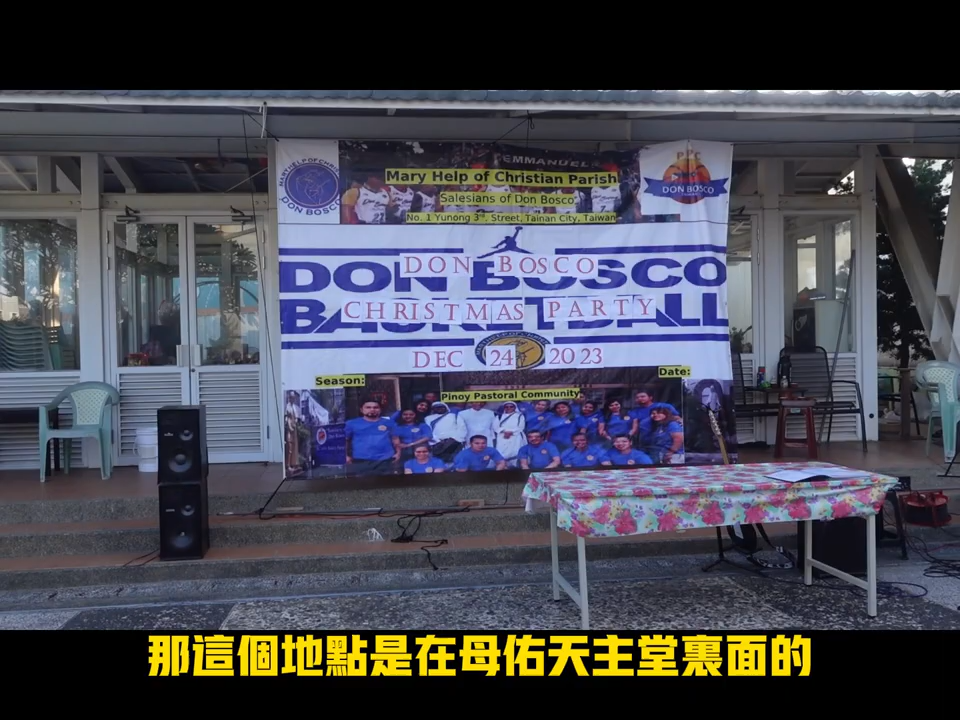 EMMANUEL
Mary Help of Christian Parish
Salesians of Don Bosco
No. 1 Yunong 3rd. Street, Tainan City, Taiwan
DON BOSCO
DON BOSCO
DON BOSCO
DON BOSCO
BASKETBALL
CHRISTMAS PARTY
DEC 24 2023
Season:
Date:
Pinoy Pastoral Community
那這個地點是在母佑天主堂裏面的